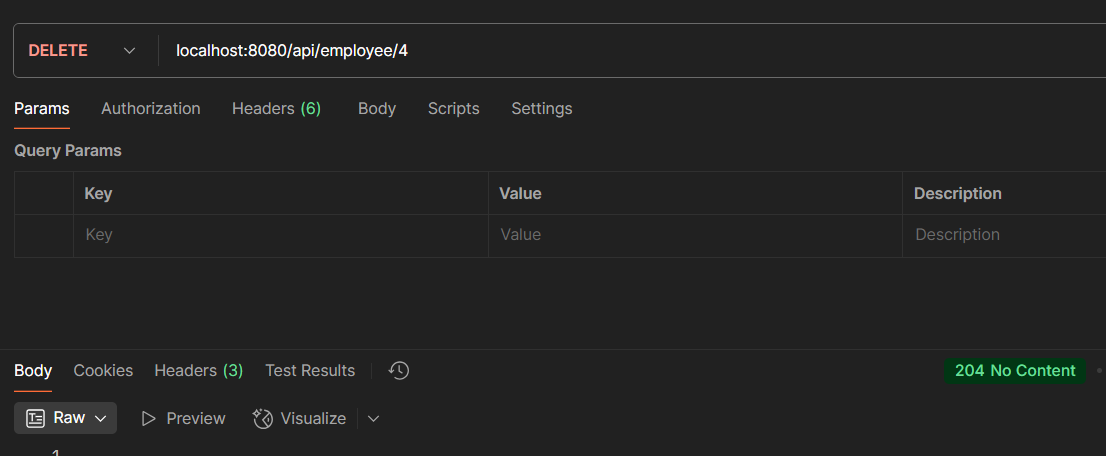 DELETE localhost:8080/api/employee/4
Params Authorization Headers (6) Body Scripts Settings
Query Params
Key Value Description
Key Value Description
Body Cookies Headers (3) Test Results 204 No Content
Raw Preview Visualize
1